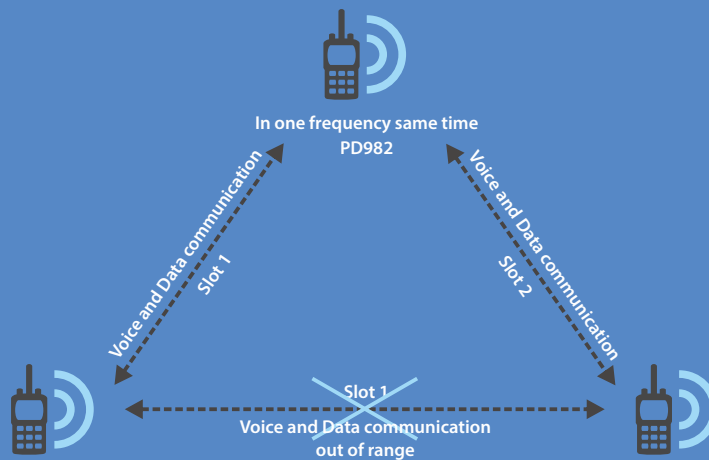 In one frequency same time
PD982
Voice and Data communication
Slot 1
Voice and Data communication
Slot 2
Slot 1
Voice and Data communication
out of range